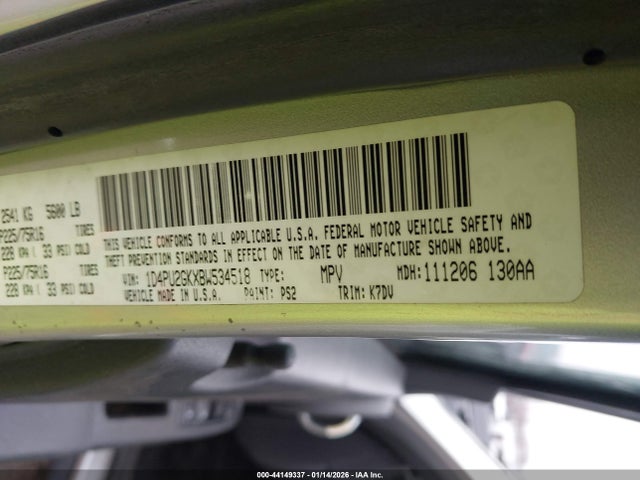 2541 KG 5600 LB
P225/75R16 TIRES
228 KPA ( 33 PSI) COLD
P225/75R16 TIRES
228 KPA ( 33 PSI) COLD
THIS VEHICLE CONFORMS TO ALL APPLICABLE U.S.A. FEDERAL MOTOR VEHICLE SAFETY AND
THEFT PREVENTION STANDARDS IN EFFECT ON THE DATE OF MANUFACTURE SHOWN ABOVE.
VIN: 1D4PU2GKXBW534518 TYPE: MPV MDH: 111206 130AA
VEHICLE MADE IN U.S.A. PAINT: PS2 TRIM: K7DV
000-44149337 - 01/14/2026 - IAA Inc.